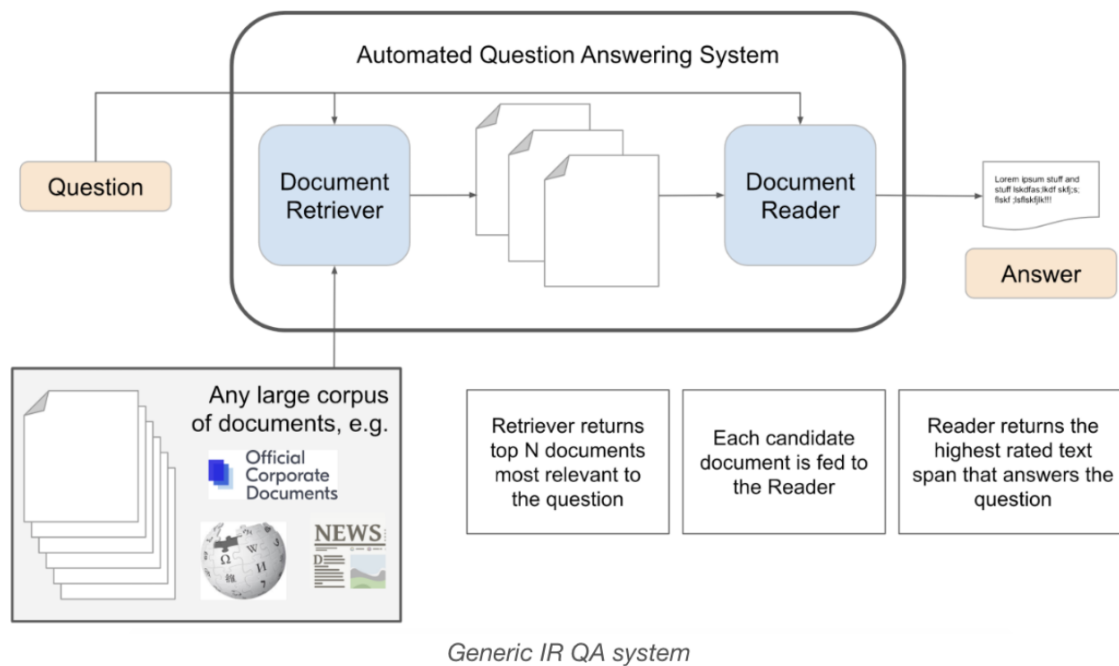 Automated Question Answering System
Question
Document
Retriever
Document
Reader
Lorem ipsum stuff and
Answer
Any large corpus
of documents, e.g.
Official
Corporate
Documents
W
Ω
И
NEWS
D
Retriever returns
top N documents
most relevant to
the question
Each candidate
document is fed to
the Reader
Reader returns the
highest rated text
span that answers the
question
Generic IR QA system